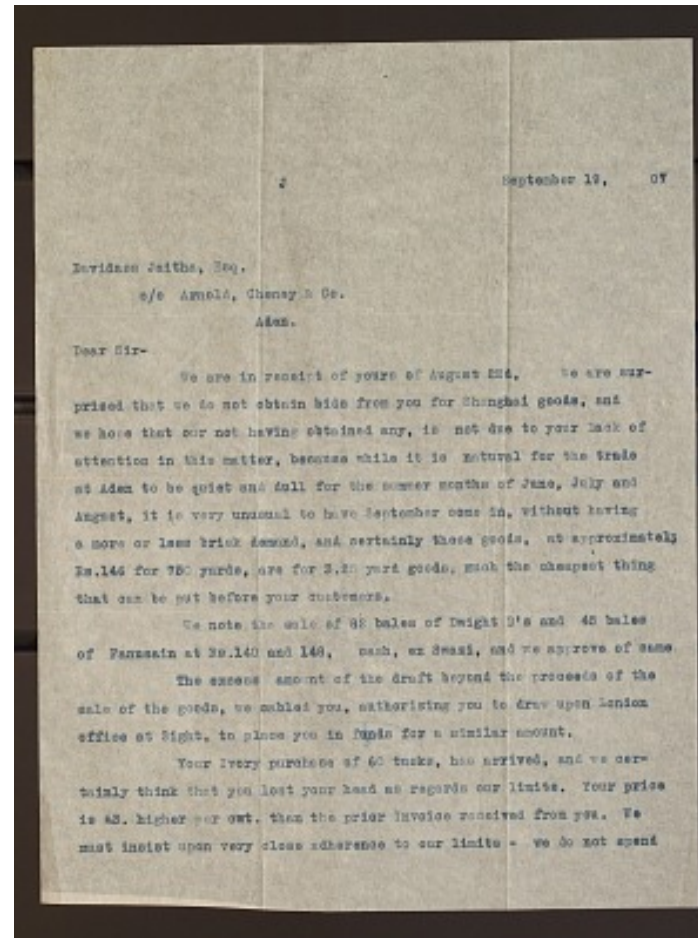 September 19, 07
Davidass Jaitha, Esq.
c/o Arnold, Cheney & Co.
Aden.
Dear Sir-
We are in receipt of yours of August 22d, We are sur-
prised that we do not obtain bids from you for Shanghai goods, and
we hope that our not having obtained any, is not due to your lack of
attention in this matter, because while it is natural for the trade
at Aden to be quiet and dull for the summer months of June, July and
August, it is very unusual to have September come in, without having
a more or less brisk demand, and certainly these goods, at approximately
Rs.144 for 750 yards, are for 3.25 yard goods, much the cheapest thing
that can be put before your customers.
We note the sale of bales of Dwight D's and 45 bales
of at Rs.140 and 148, cash, ex and we approve of same
The excess amount of the draft beyond the proceeds of the
sale of the goods, we cabled you, authorising you to draw upon London
office at Sight, to place you in funds for a similar amount.
Your Ivory purchase of 60 tusks, has arrived, and we cer-
tainly think that you lost your head as regards our limits. Your price
is higher per cwt. than the prior invoice received from you. We
must insist upon very close adherence to our limits - we do not spend